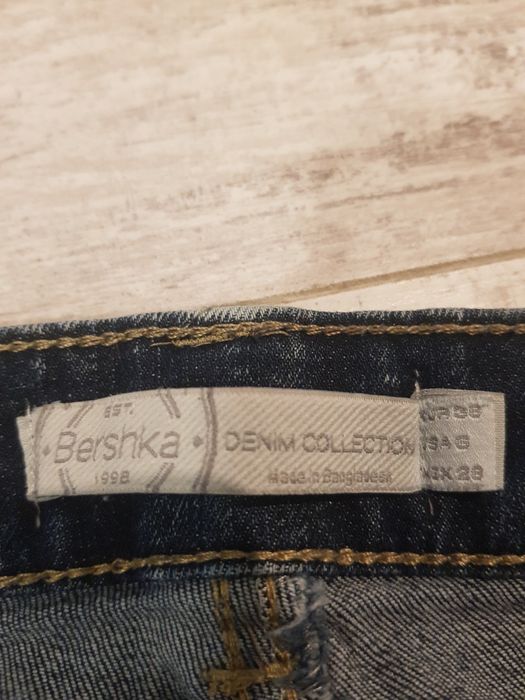 EST.
Bershka
1998
DENIM COLLECTION
Made in Bangladesh